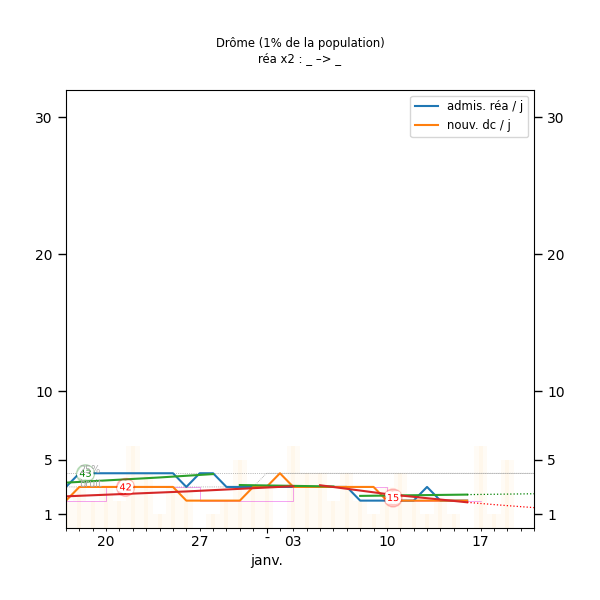 Drôme (1% de la population)
réa x2 : _ –> _
admis. réa / j
nouv. dc / j
30 30
20 20
10 10
5 5
43
42
15
1 1
20 27 - 03 10 17
janv.